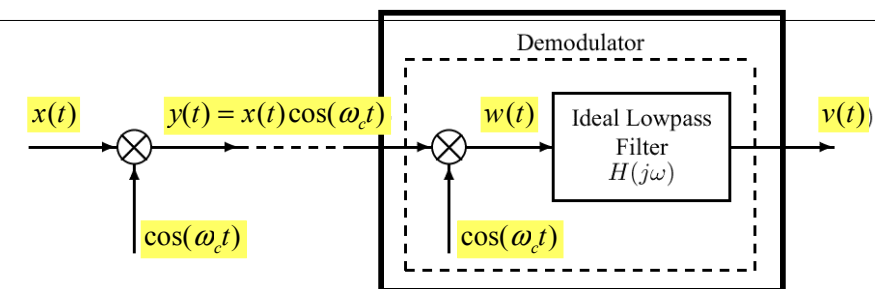 Demodulator
x(t)
y(t) = x(t)cos(ω_c t)
w(t)
Ideal Lowpass
Filter
H(jω)
v(t))
cos(ω_c t)
cos(ω_c t)